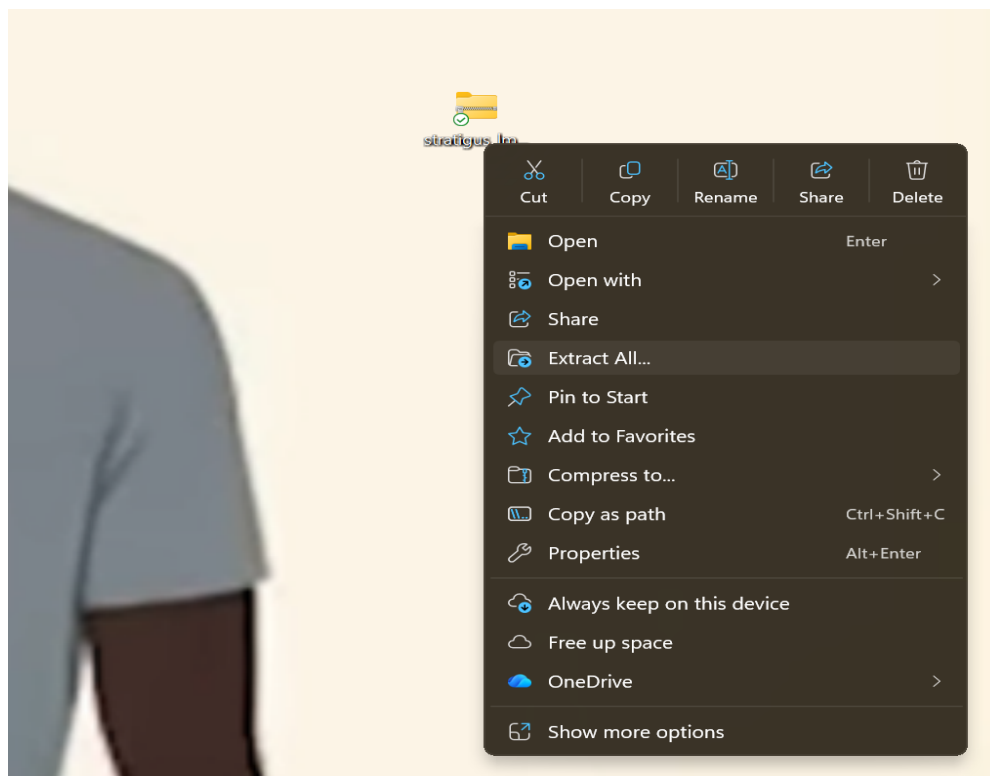 stratigus_lm...
Cut
Copy
Rename
Share
Delete
Open Enter
Open with
Share
Extract All...
Pin to Start
Add to Favorites
Compress to...
Copy as path Ctrl+Shift+C
Properties Alt+Enter
Always keep on this device
Free up space
OneDrive
Show more options